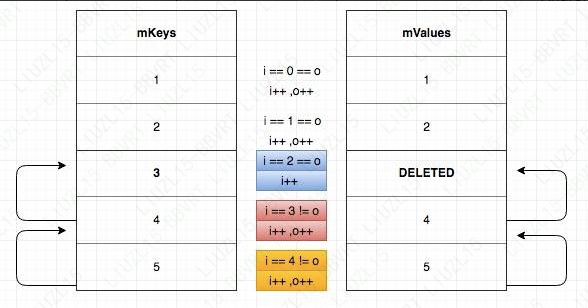 mKeys
mValues
1
i == 0 == o
i++ ,o++
1
2
i == 1 == o
i++ ,o++
2
3
i == 2 == o
i++
DELETED
4
i == 3 != o
i++ ,o++
4
5
i == 4 != o
i++ ,o++
5